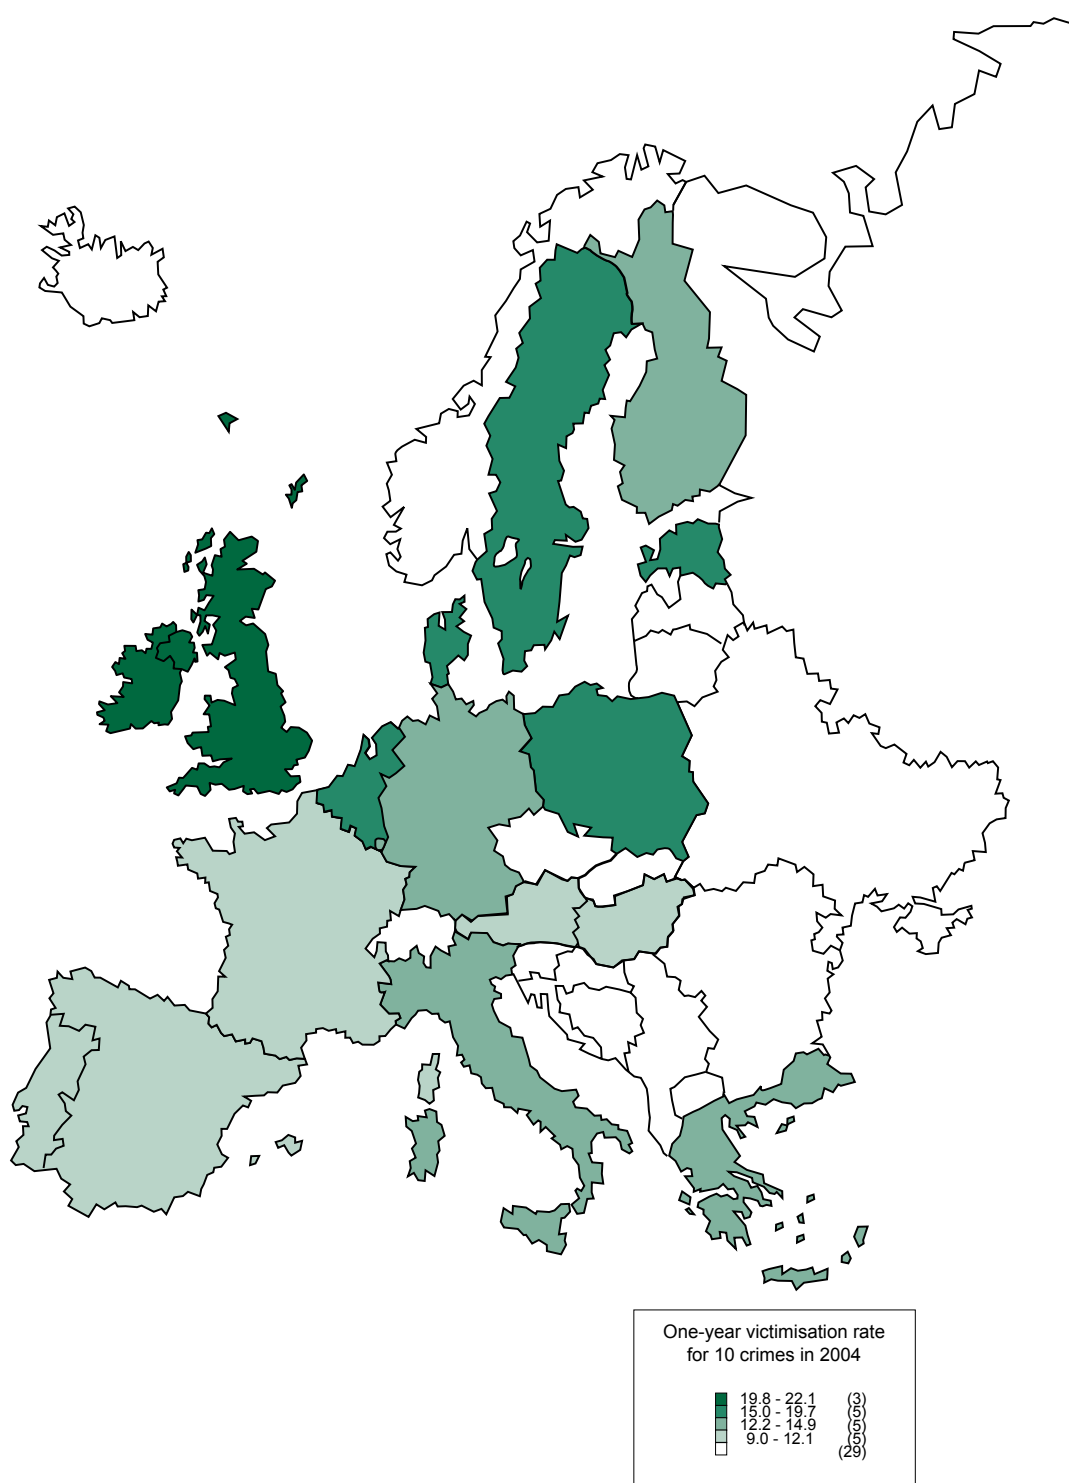 One-year victimisation rate
for 10 crimes in 2004
19.8 - 22.1 (3)
15.0 - 19.7 (5)
12.2 - 14.9 (5)
9.0 - 12.1 (5)
(29)